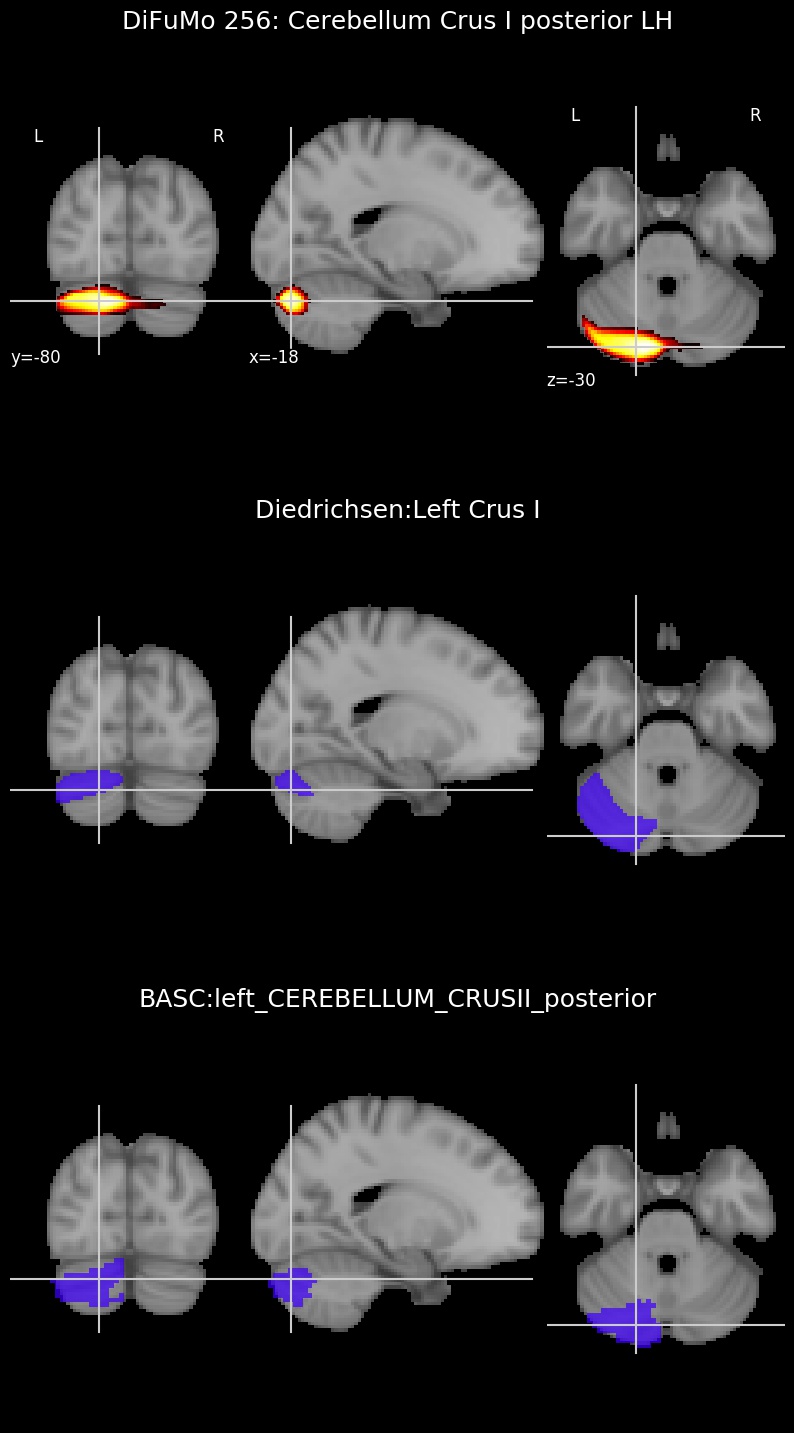 DiFuMo 256: Cerebellum Crus I posterior LH
L R L R
y=-80 x=-18 z=-30
Diedrichsen:Left Crus I
BASC:left_CEREBELLUM_CRUSII_posterior